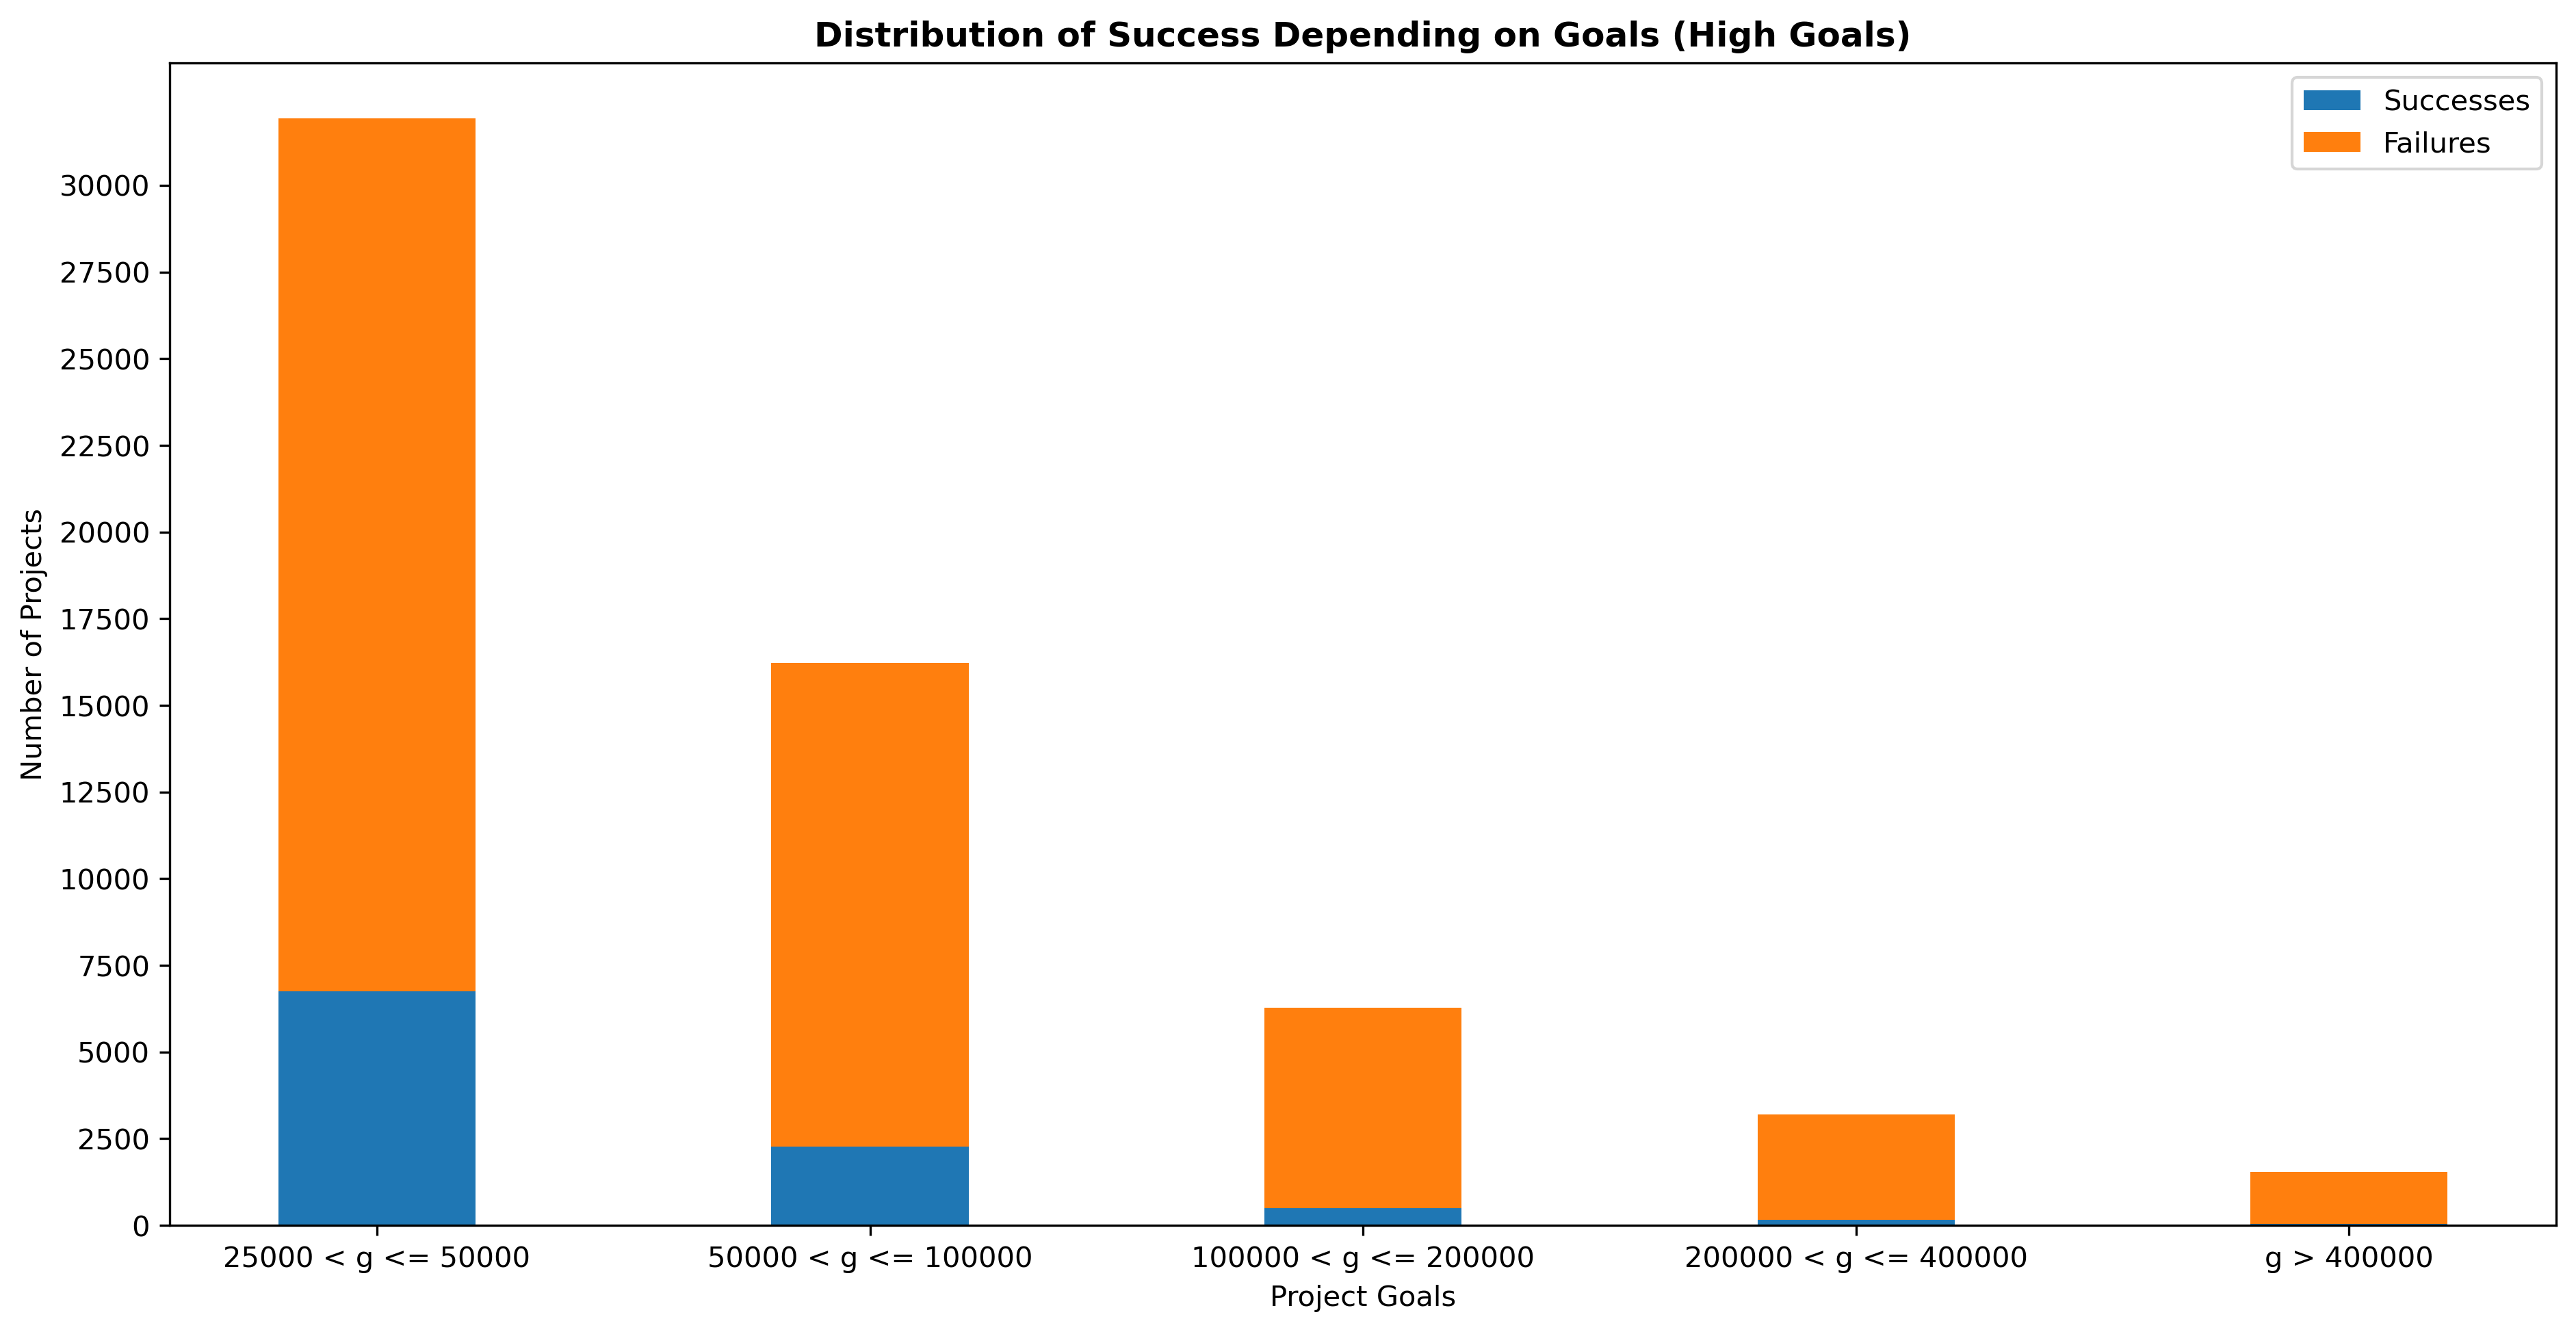 Distribution of Success Depending on Goals (High Goals)
Successes
Failures
30000
27500
25000
22500
20000
17500
15000
12500
10000
7500
5000
2500
0
Number of Projects
25000 < g <= 50000
50000 < g <= 100000
100000 < g <= 200000
200000 < g <= 400000
g > 400000
Project Goals